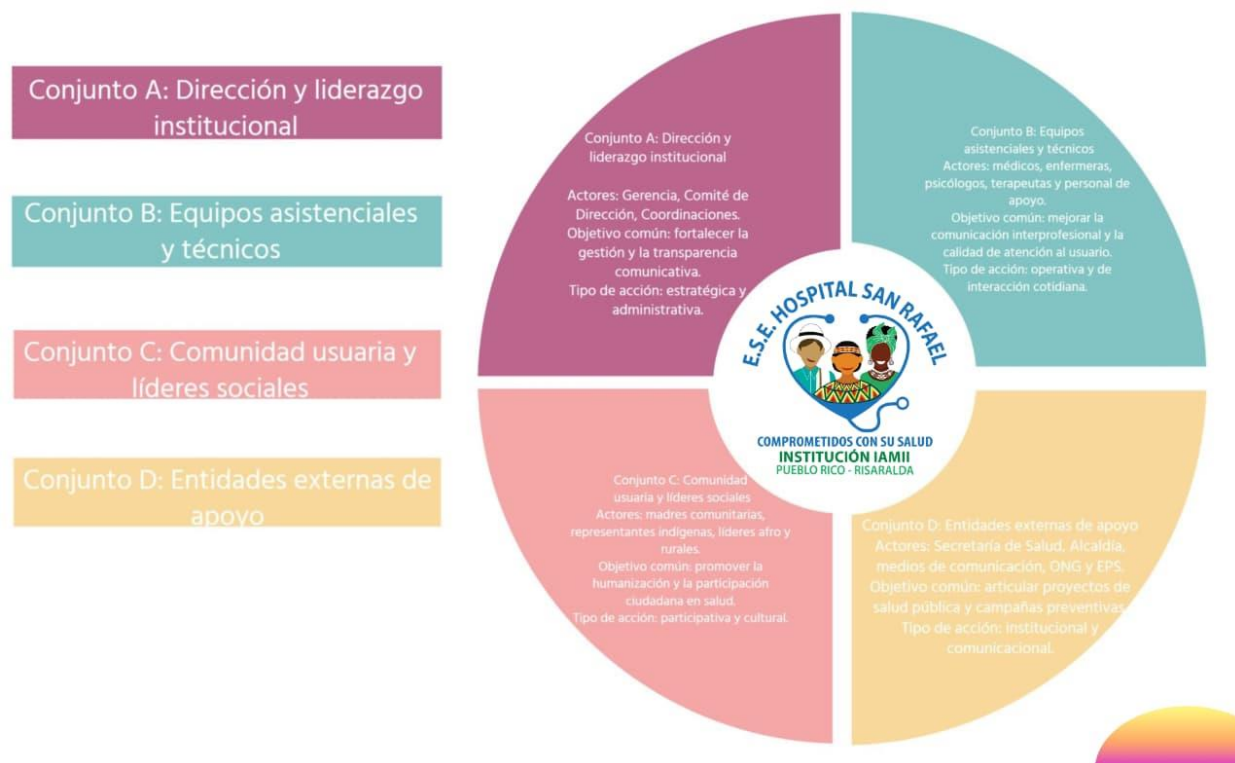 Conjunto A: Dirección y liderazgo
institucional
Conjunto B: Equipos asistenciales
y técnicos
Conjunto C: Comunidad usuaria y
líderes sociales
Conjunto D: Entidades externas de
apoyo
Conjunto A: Dirección y
liderazgo institucional
Actores: Gerencia, Comité de
Dirección, Coordinaciones.
Objetivo común: fortalecer la
gestión y la transparencia
comunicativa.
Tipo de acción: estratégica y
administrativa.
Conjunto B: Equipos
asistenciales y técnicos
Actores: médicos, enfermeras,
psicólogos, terapeutas y personal de
apoyo.
Objetivo común: mejorar la
comunicación interprofesional y la
calidad de atención al usuario.
Tipo de acción: operativa y de
interacción cotidiana.
E.S.E. HOSPITAL SAN RAFAEL
COMPROMETIDOS CON SU SALUD
INSTITUCIÓN IAMII
PUEBLO RICO - RISARALDA
Conjunto C: Comunidad
usuaria y líderes sociales
Actores: madres comunitarias,
representantes indígenas, líderes afro y
rurales.
Objetivo común: promover la
humanización y la participación
ciudadana en salud.
Tipo de acción: participativa y cultural.
Conjunto D: Entidades externas de apoyo
Actores: Secretaría de Salud, Alcaldía,
medios de comunicación, ONG y EPS.
Objetivo común: articular proyectos de
salud pública y campañas preventivas.
Tipo de acción: institucional y
comunicacional.